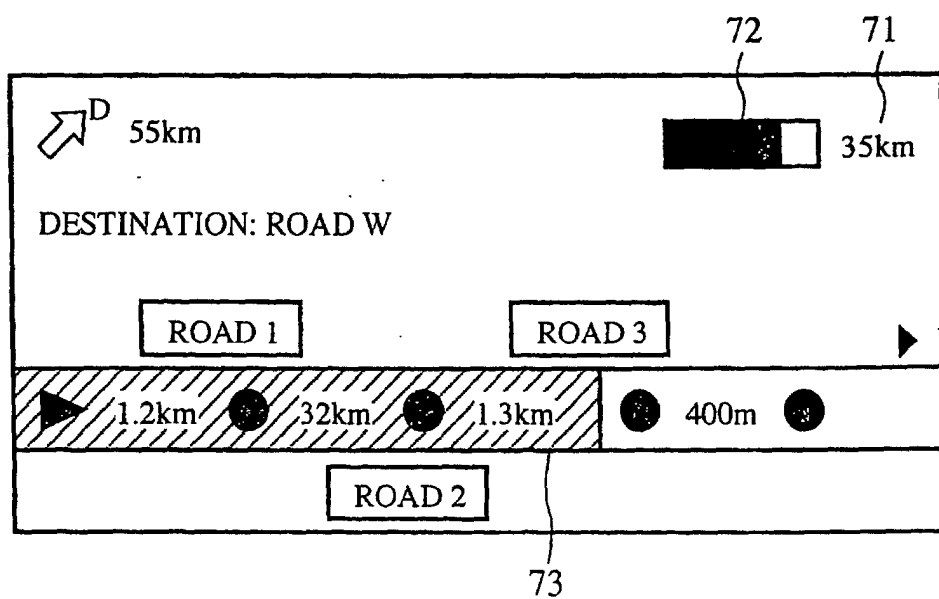 72 71
D 55km 35km
DESTINATION: ROAD W
ROAD 1 ROAD 3
1.2km 32km 1.3km 400m
ROAD 2
73